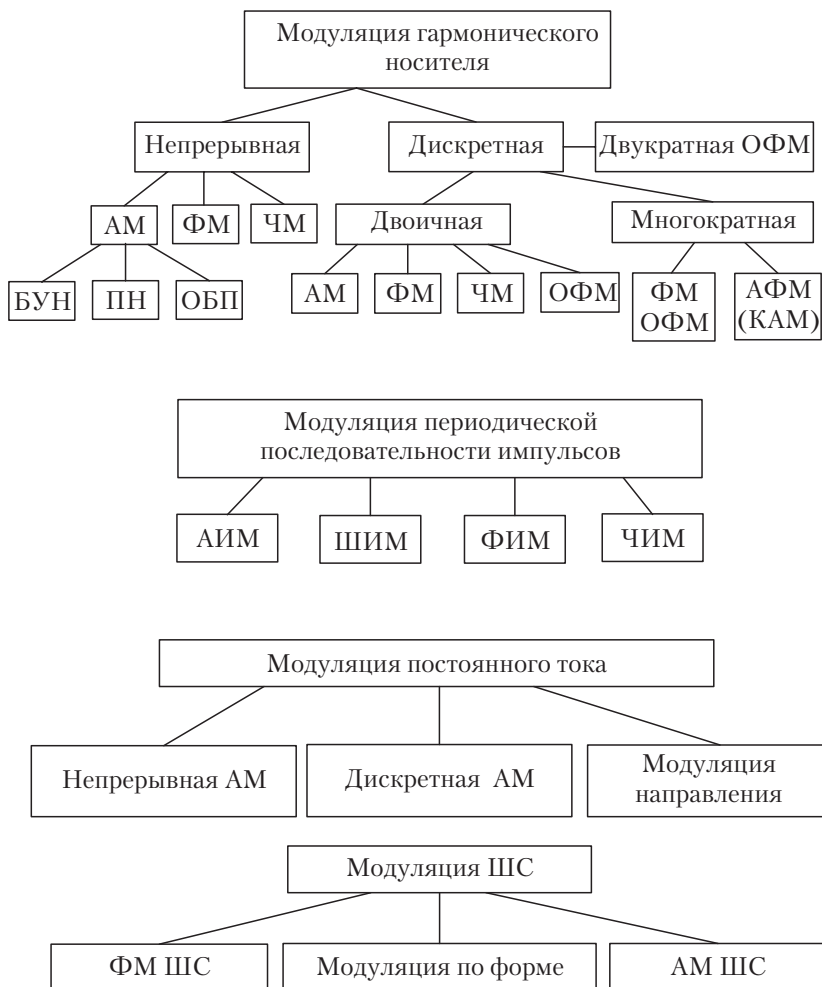 Модуляция гармонического
носителя
Непрерывная
Дискретная
Двукратная ОФМ
АМ
ФМ
ЧМ
Двоичная
Многократная
БУН
ПН
ОБП
АМ
ФМ
ЧМ
ОФМ
ФМ
ОФМ
АФМ
(КАМ)
Модуляция периодической
последовательности импульсов
АИМ
ШИМ
ФИМ
ЧИМ
Модуляция постоянного тока
Непрерывная АМ
Дискретная АМ
Модуляция
направления
Модуляция ШС
ФМ ШС
Модуляция по форме
АМ ШС